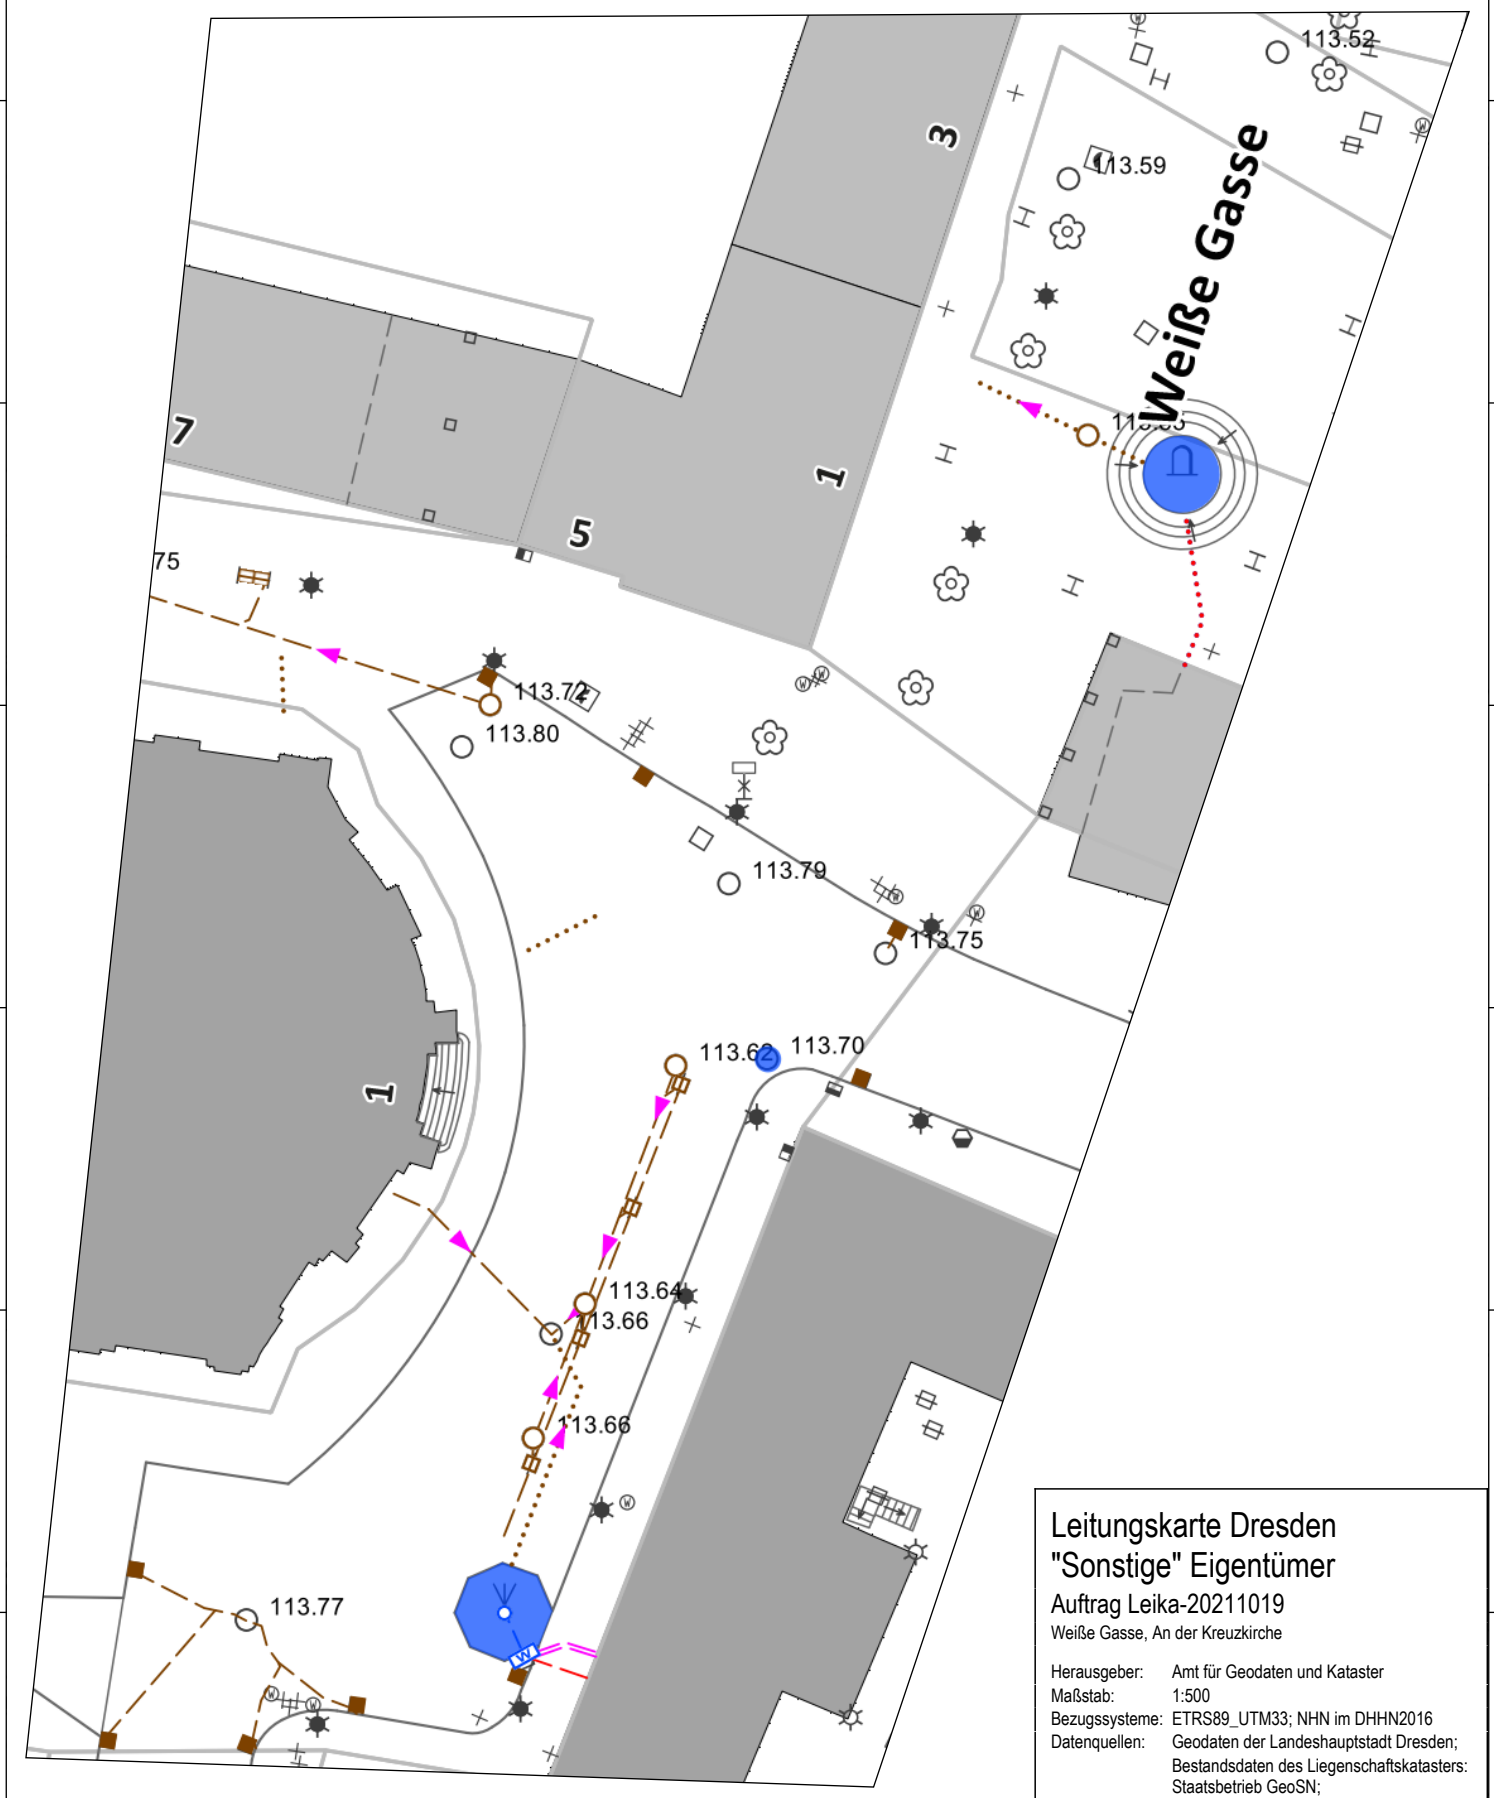 113.52
3
113.59
Weiße Gasse
7
1
5
75
113.72
113.80
113.79
113.75
113.62
113.70
1
113.64
113.66
113.66
113.77
W
Leitungskarte Dresden
"Sonstige" Eigentümer
Auftrag Leika-20211019
Weiße Gasse, An der Kreuzkirche
Herausgeber: Amt für Geodaten und Kataster
Maßstab: 1:500
Bezugssysteme: ETRS89_UTM33; NHN im DHHN2016
Datenquellen: Geodaten der Landeshauptstadt Dresden;
Bestandsdaten des Liegenschaftskatasters:
Staatsbetrieb GeoSN;